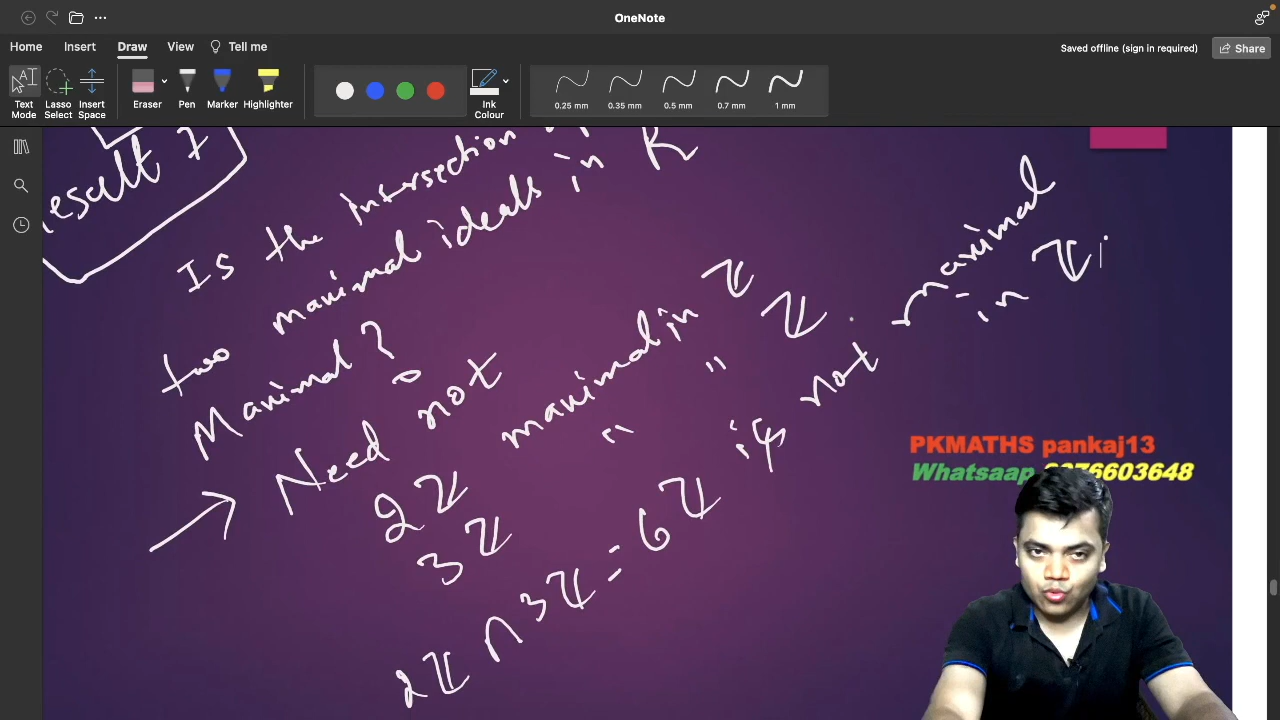 OneNote
Home Insert Draw View Tell me
Saved offline (sign in required) Share
Text Mode Lasso Select Insert Space Eraser Pen Marker Highlighter Ink Colour 0.25 mm 0.35 mm 0.5 mm 0.7 mm 1 mm
Result 7
Is the intersection of
two maximal ideals in R
Maximal?
→ Need not
2ℤ maximal in ℤ
3ℤ " " ℤ.
2ℤ ∩ 3ℤ = 6ℤ is not maximal
in ℤ
PKMATHS pankaj13
Whatsaap